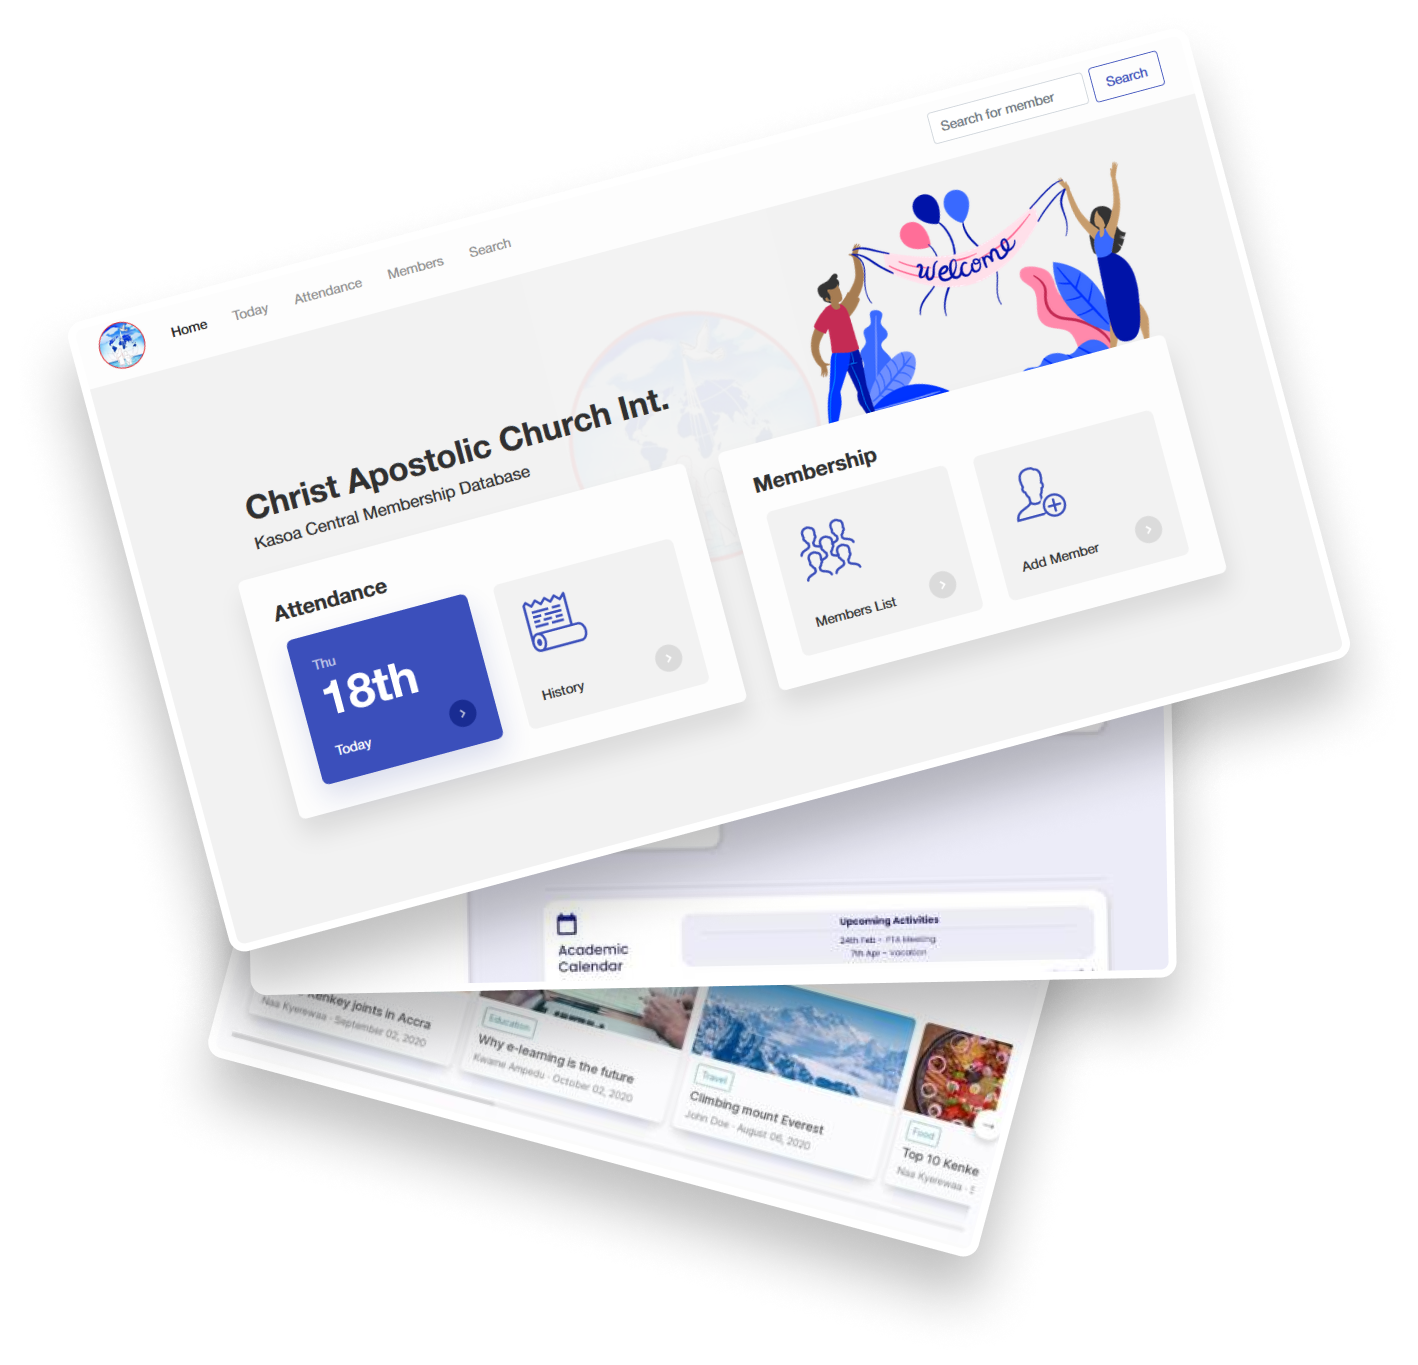 Home
Today
Attendance
Members
Search
Search for member
Search
welcome
Christ Apostolic Church Int.
Kasoa Central Membership Database
Attendance
Thu
18th
Today
History
Membership
Members List
Add Member
Academic
Calendar
Upcoming Activities
24th Feb - PTA Meeting
7th Apr - Vacation
Kenkey joints in Accra
Naa Kyerewaa · September 02, 2020
Education
Why e-learning is the future
Kwame Ampedu · October 02, 2020
Travel
Climbing mount Everest
John Doe · August 06, 2020
Food
Top 10 Kenke
Naa Kyerewaa ·